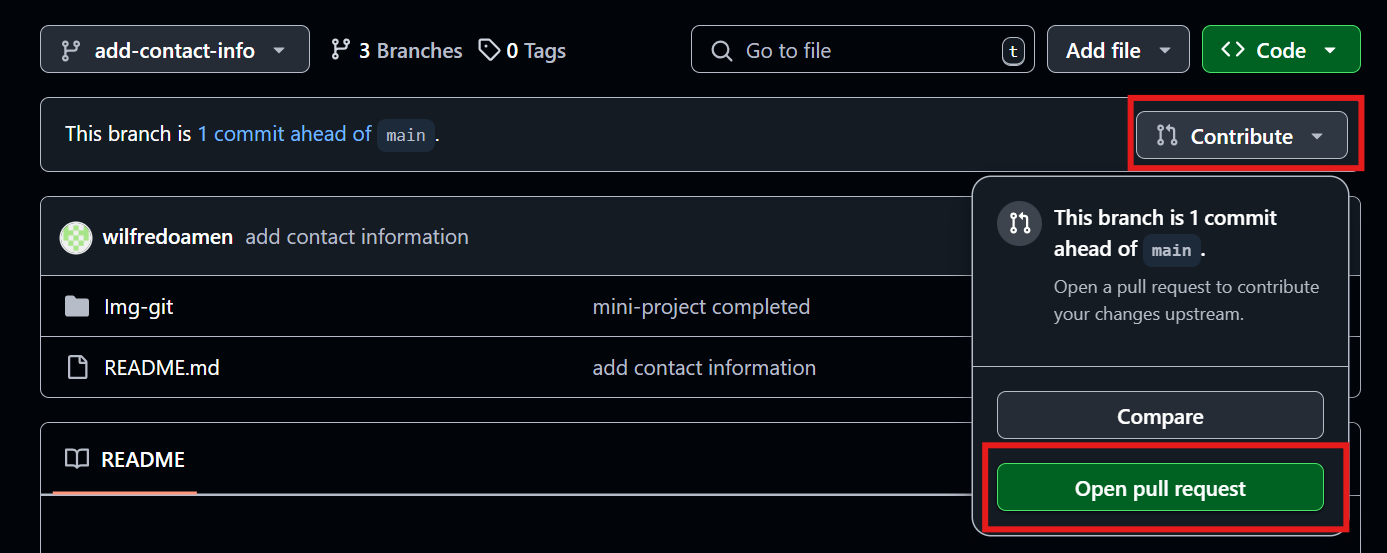 add-contact-info 3 Branches 0 Tags Go to file t Add file Code
This branch is 1 commit ahead of main.
Contribute
wilfredoamen add contact information
Img-git mini-project completed
README.md add contact information
README
This branch is 1 commit
ahead of main.
Open a pull request to contribute
your changes upstream.
Compare
Open pull request